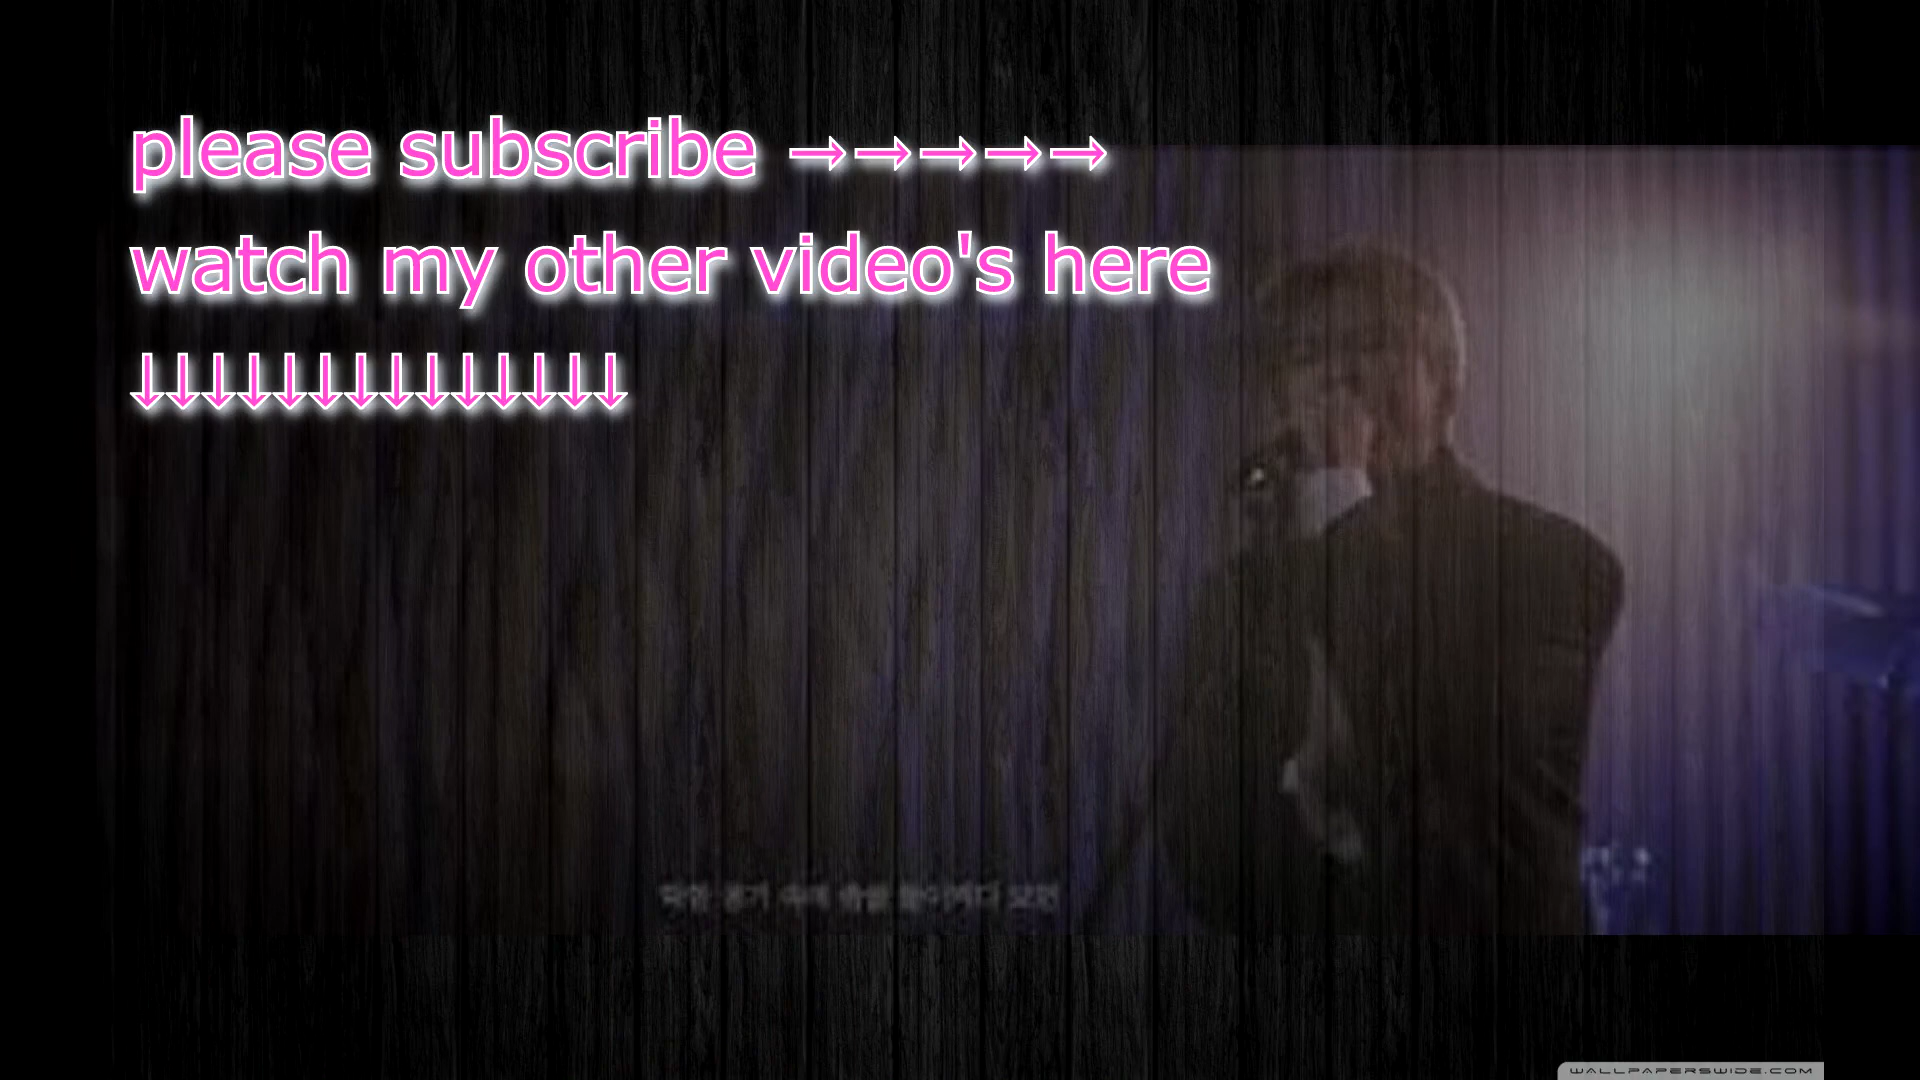 please subscribe →→→→→
watch my other video's here
↓↓↓↓↓↓↓↓↓↓↓↓↓↓
WALLPAPERSWIDE.COM